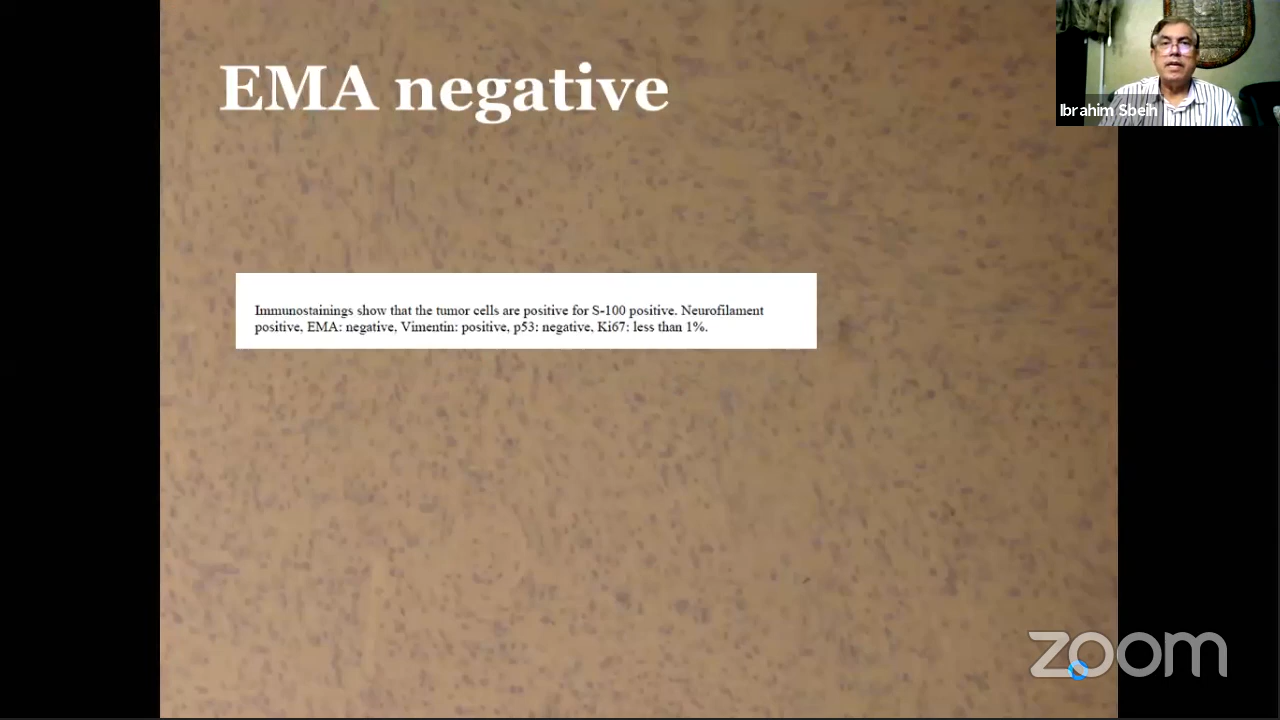 EMA negative
Ibrahim Sbeih
Immunostainings show that the tumor cells are positive for S-100 positive. Neurofilament
positive, EMA: negative, Vimentin: positive, p53: negative, Ki67: less than 1%.
zoom